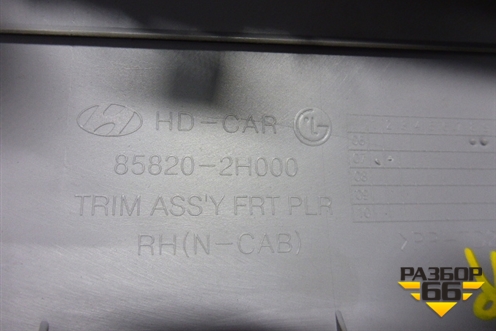 HD-CAR
85820-2H000
TRIM ASS'Y FRT PLR
RH(N-CAB)
РАЗБОР
66